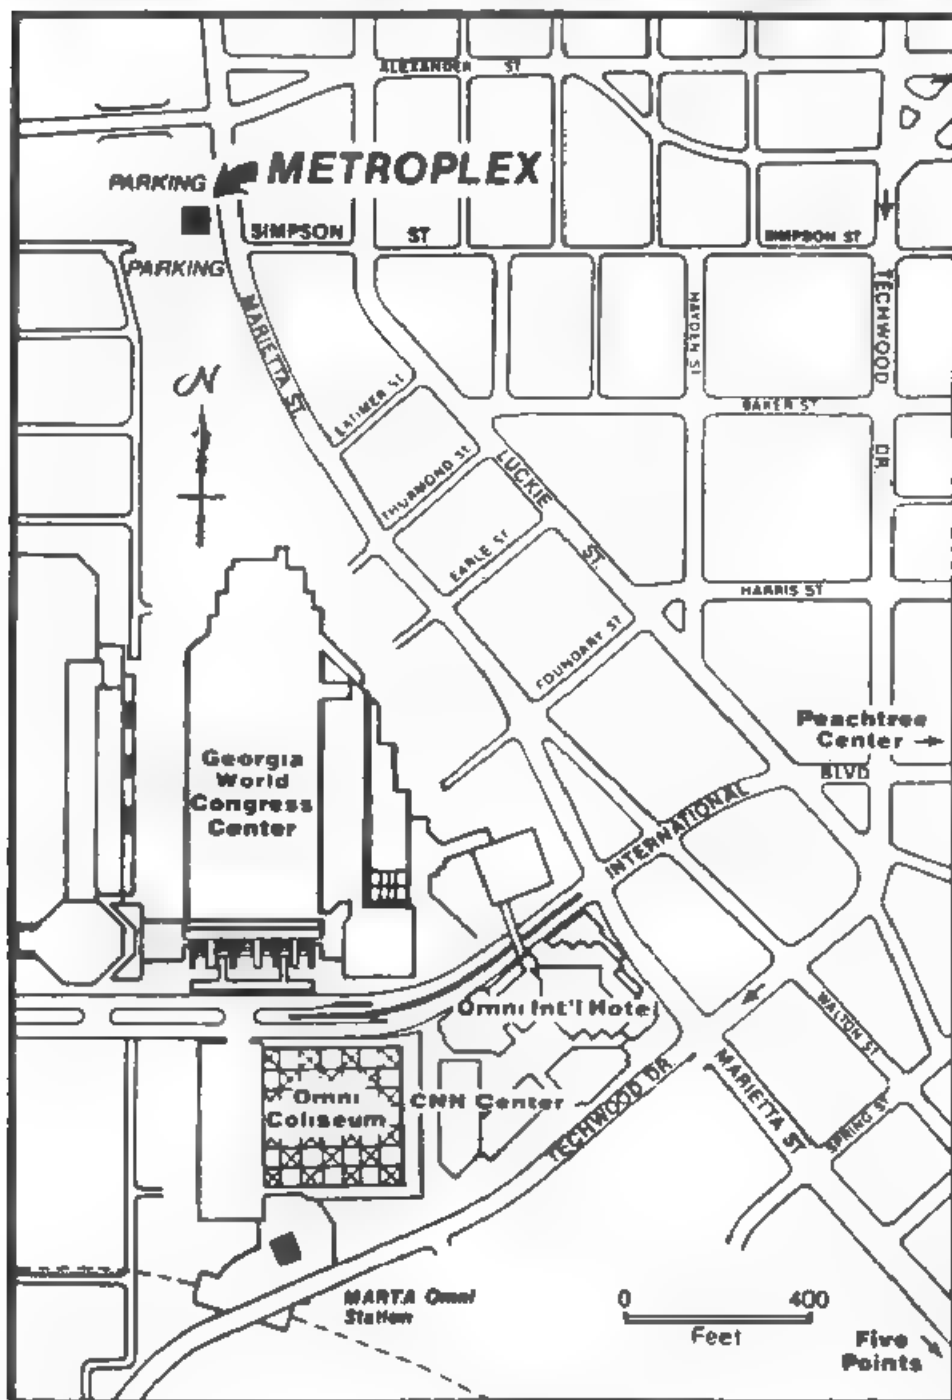 ALEXANDER ST
METROPLEX
PARKING
SIMPSON ST
SIMPSON ST
PARKING
TECHWOOD DR.
MARIETTA ST.
HAYDEN ST
N
LATIMER ST
BAKER ST
THURMOND St.
LUCKIE ST.
EARLE ST
HARRIS ST
FOUNDARY ST
Peachtree
Center
Georgia
World
Congress
Center
INTERNATIONAL BLVD
Omni Int'l Hotel
WALTON ST
Omni
Coliseum
CNN Center
TECHWOOD DR
MARIETTA ST
SPRING ST
MARTA Omni
Station
0 400
Feet
Five
Points